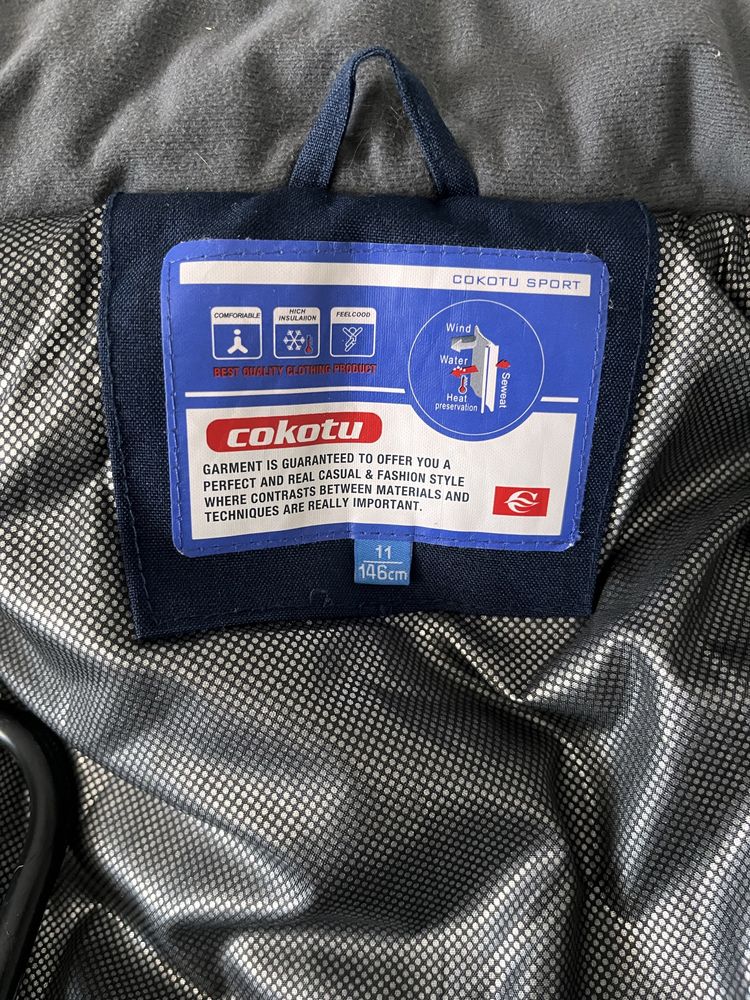 COKOTU SPORT
COMFORIABLE
HICH
INSULAIION
FEELCOOD
BEST QUALITY CLOTHING PRODUCT
Wind
Water
Heat
preservation
Seweat
cokotu
GARMENT IS GUARANTEED TO OFFER YOU A
PERFECT AND REAL CASUAL & FASHION STYLE
WHERE CONTRASTS BETWEEN MATERIALS AND
TECHNIQUES ARE REALLY IMPORTANT.
11
146cm